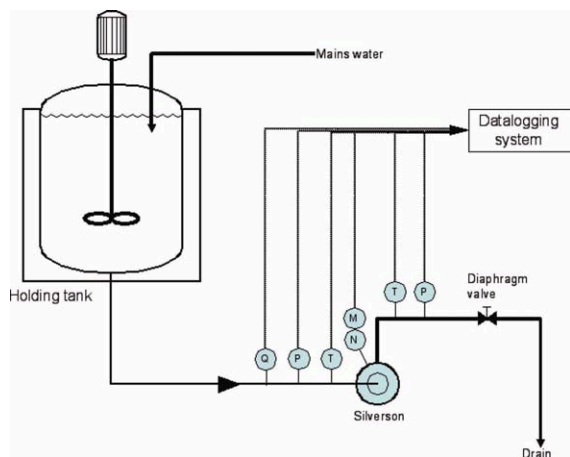 Mains water
Datalogging
system
Holding tank
T
P
Diaphragm
valve
M
N
Q
P
T
Silverson
Drain